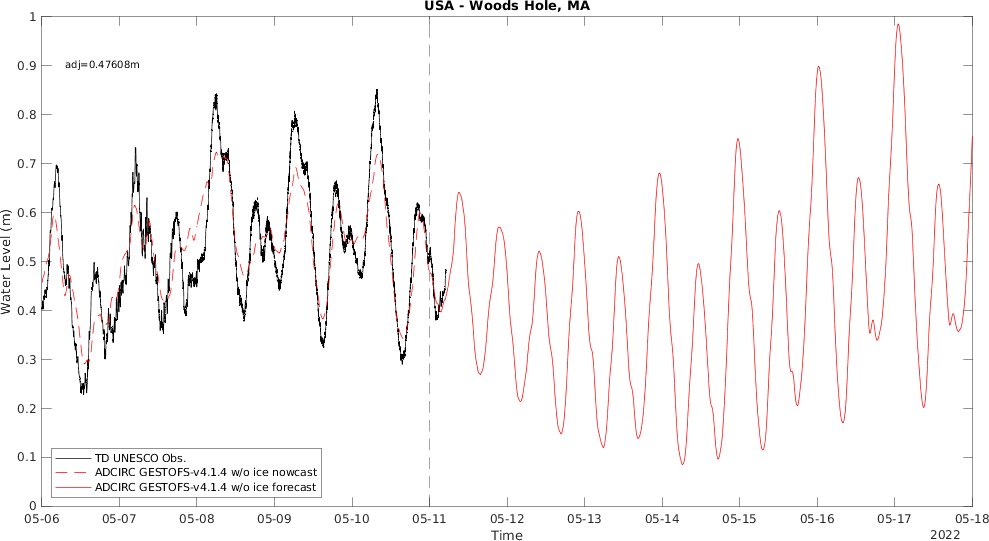 USA - Woods Hole, MA
adj=0.47608m
1
0.9
0.8
0.7
0.6
0.5
0.4
0.3
0.2
0.1
0
Water Level (m)
TD UNESCO Obs.
ADCIRC GESTOFS-v4.1.4 w/o ice nowcast
ADCIRC GESTOFS-v4.1.4 w/o ice forecast
05-06 05-07 05-08 05-09 05-10 05-11 05-12 05-13 05-14 05-15 05-16 05-17 05-18
Time
2022